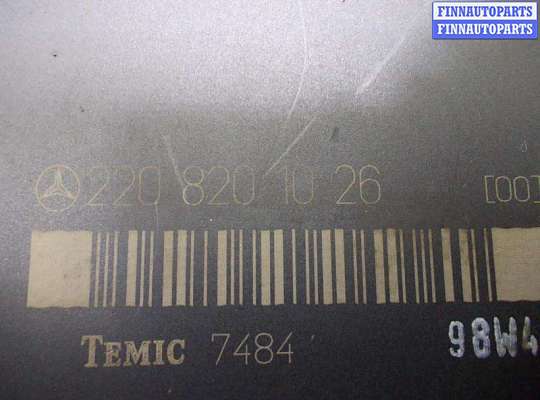 FINNAUTOPARTS
FINNAUTOPARTS
220 820 10 26 [00]
TEMIC 7484 98W4